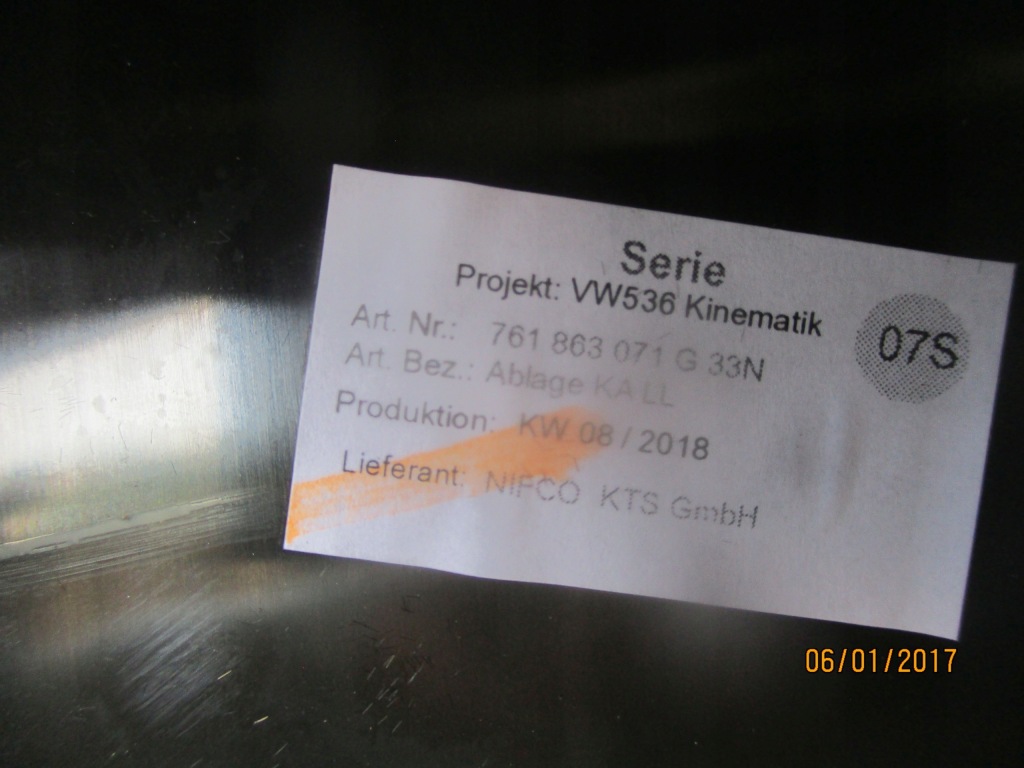 Serie
Projekt: VW536 Kinematik
07S
Art. Nr.: 761 863 071 G 33N
Art. Bez.: Ablage KA LL
Produktion: KW 08 / 2018
Lieferant: NIFCO KTS GmbH
06/01/2017